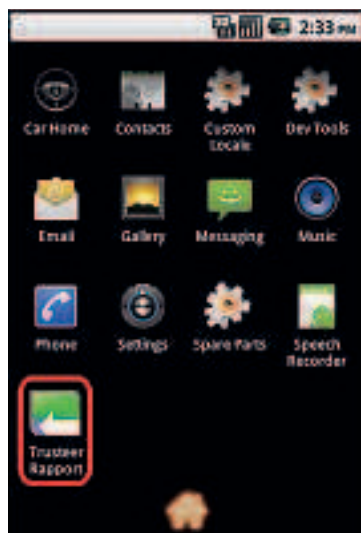 2:33 PM
Car Home
Contacts
Custom
Locale
Dev Tools
Email
Gallery
Messaging
Music
Phone
Settings
Spare Parts
Speech
Recorder
Trusteer
Rapport